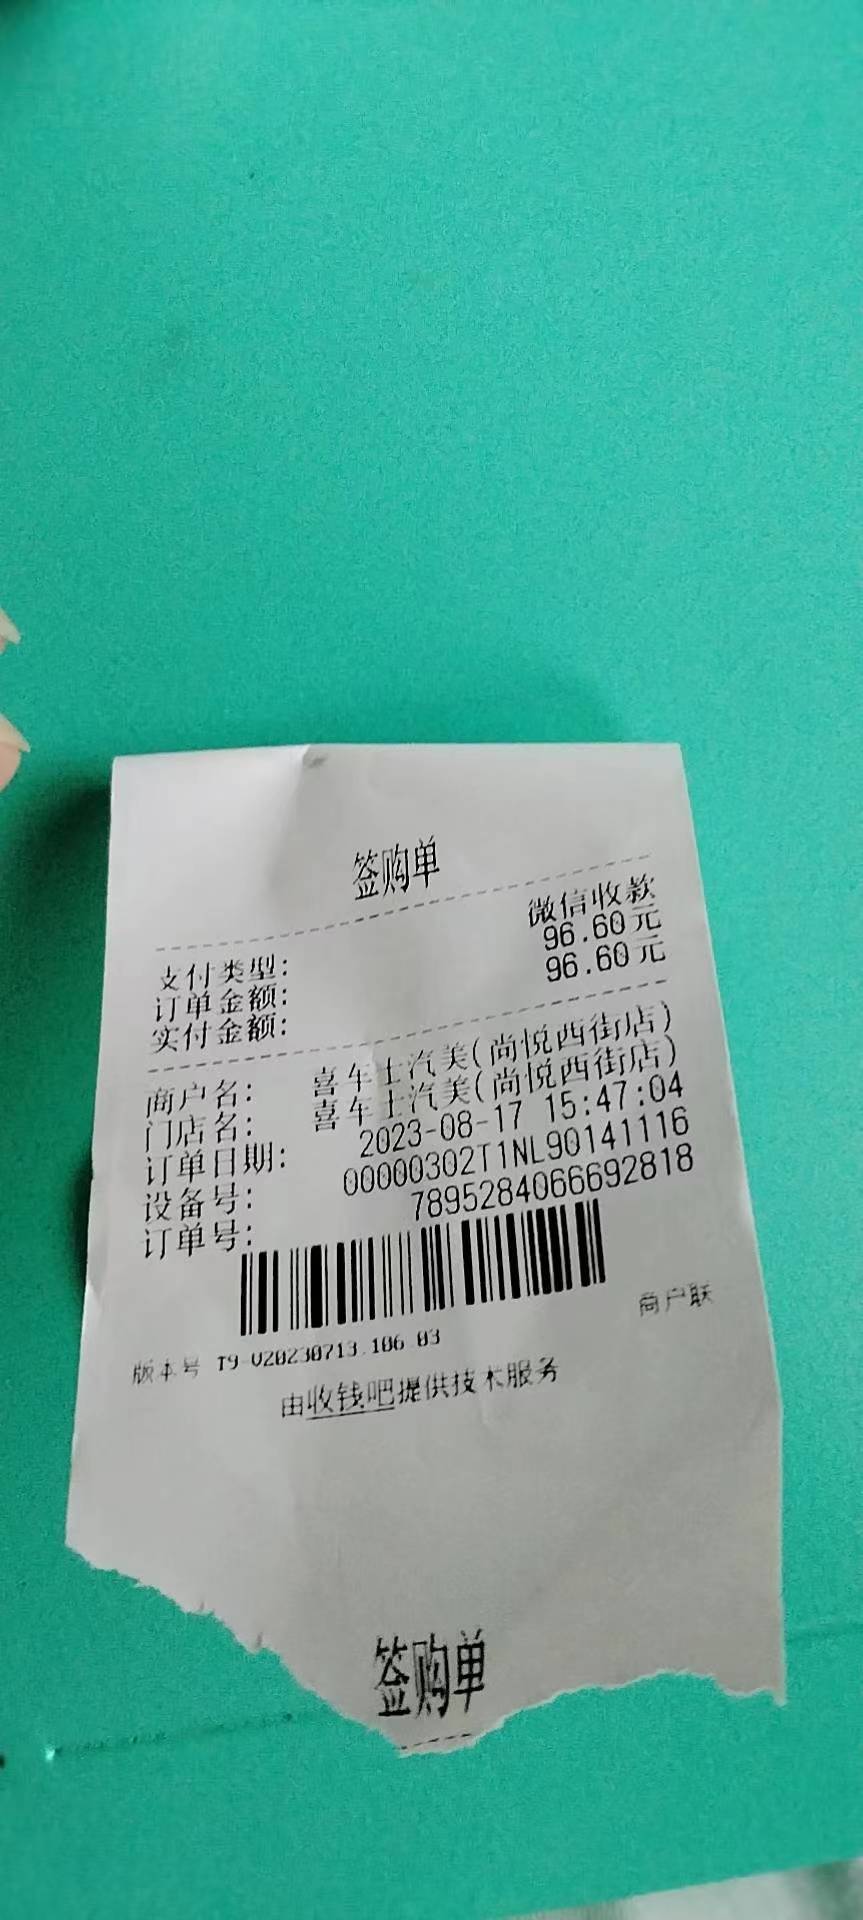 签购单
支付类型： 微信收款
订单金额： 96.60元
实付金额： 96.60元
商户名： 喜车士汽美(尚悦西街店)
门店名： 喜车士汽美(尚悦西街店)
订单日期： 2023-08-17 15:47:04
设备号： 00000302T1NL90141116
订单号： 7895284066692818
商户联
版本号 T9-V20230713.106 03
由收钱吧提供技术服务
签购单